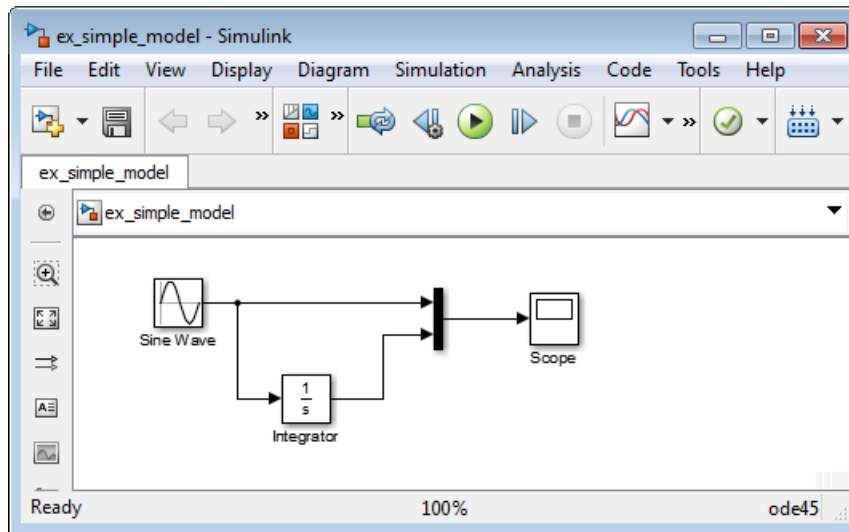 ex_simple_model - Simulink
File Edit View Display Diagram Simulation Analysis Code Tools Help
ex_simple_model
ex_simple_model
Sine Wave
Scope
1
s
Integrator
Ready 100% ode45